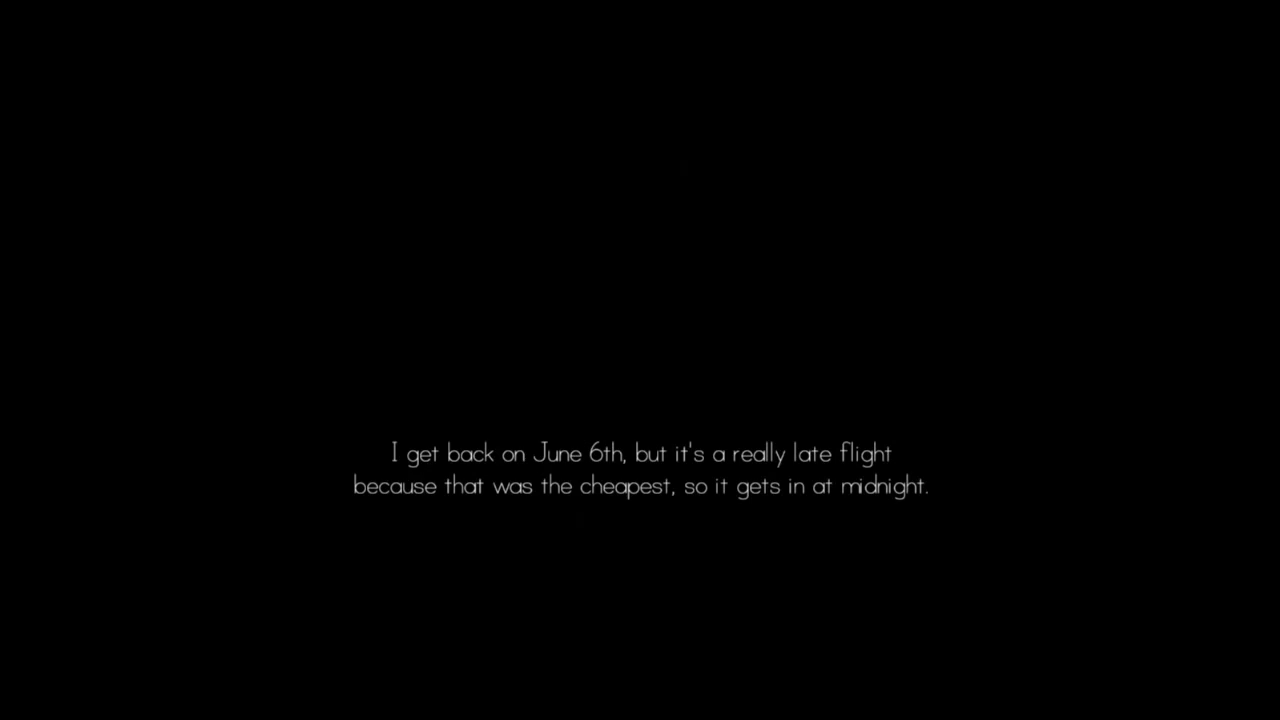 I get back on June 6th, but it's a really late flight
because that was the cheapest, so it gets in at midnight.